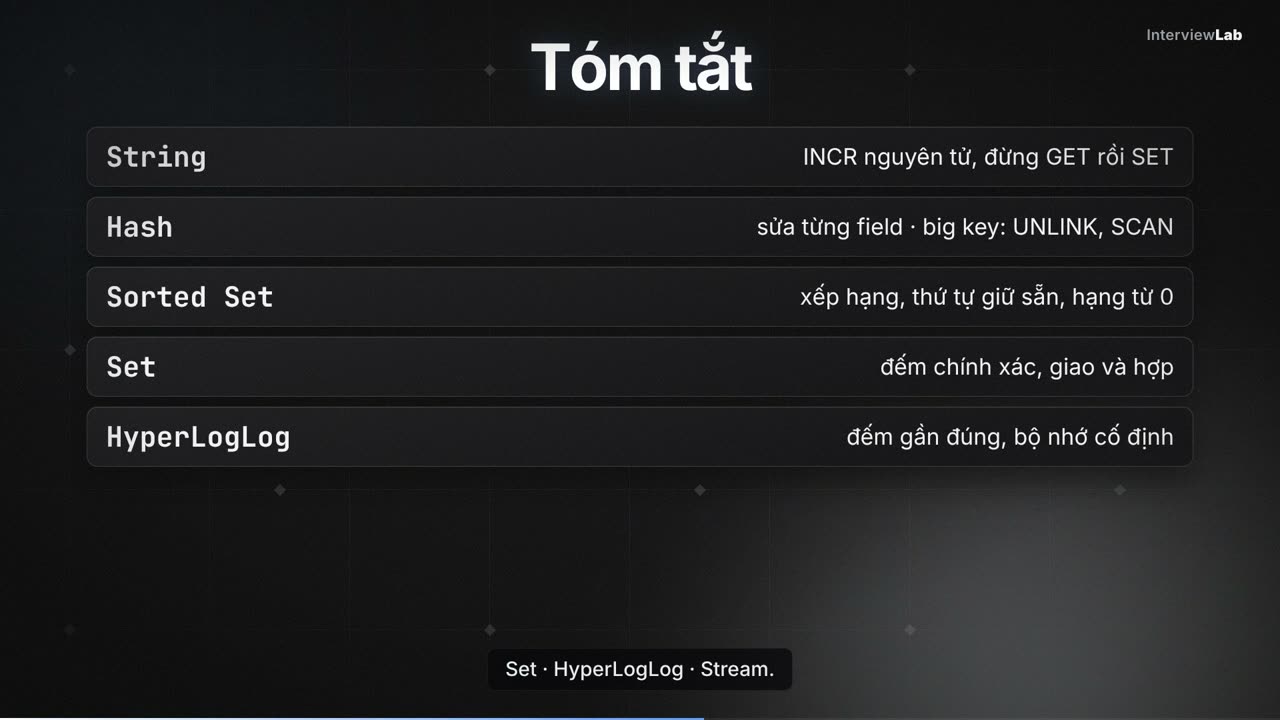 InterviewLab
Tóm tắt
String INCR nguyên tử, đừng GET rồi SET
Hash sửa từng field · big key: UNLINK, SCAN
Sorted Set xếp hạng, thứ tự giữ sẵn, hạng từ 0
Set đếm chính xác, giao và hợp
HyperLogLog đếm gần đúng, bộ nhớ cố định
Set · HyperLogLog · Stream.